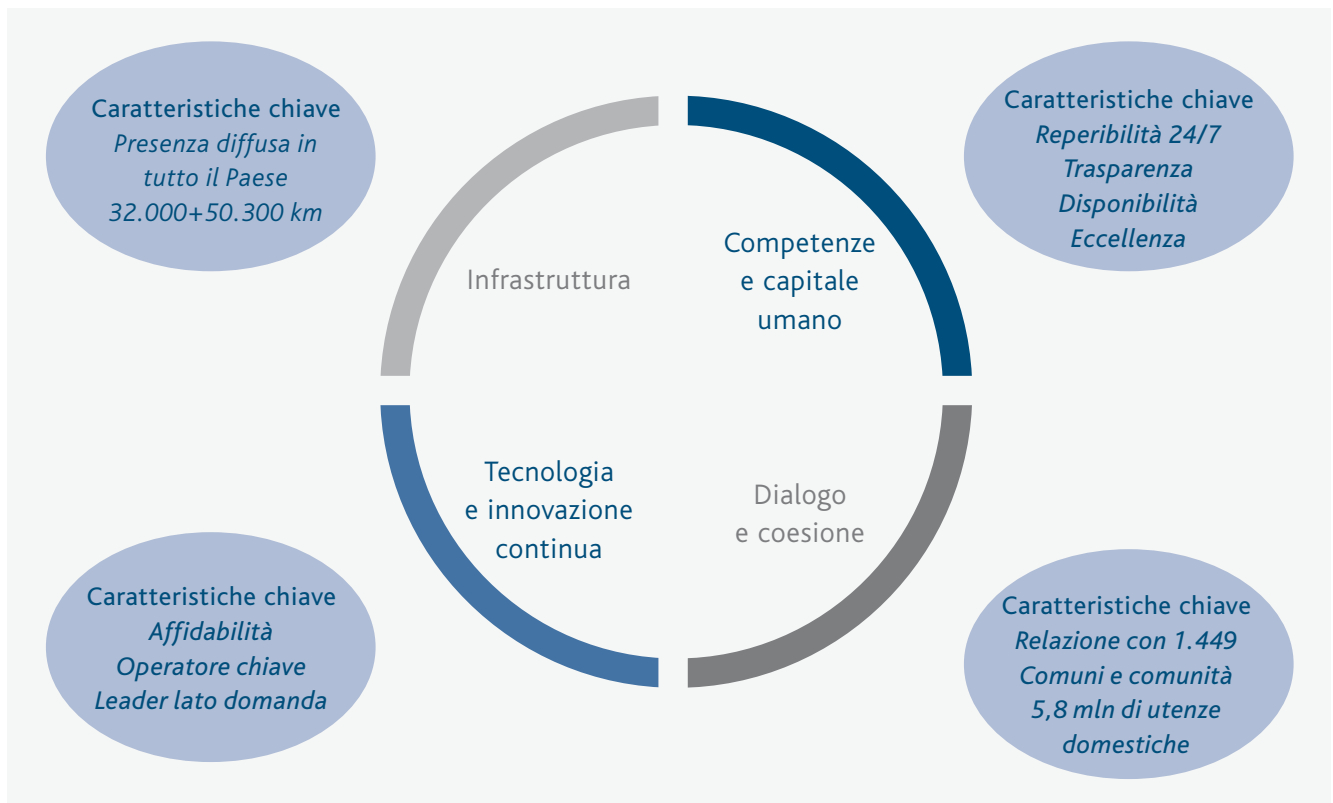 Caratteristiche chiave
Presenza diffusa in
tutto il Paese
32.000+50.300 km
Caratteristiche chiave
Reperibilità 24/7
Trasparenza
Disponibilità
Eccellenza
Infrastruttura
Competenze
e capitale
umano
Tecnologia
e innovazione
continua
Dialogo
e coesione
Caratteristiche chiave
Affidabilità
Operatore chiave
Leader lato domanda
Caratteristiche chiave
Relazione con 1.449
Comuni e comunità
5,8 mln di utenze
domestiche